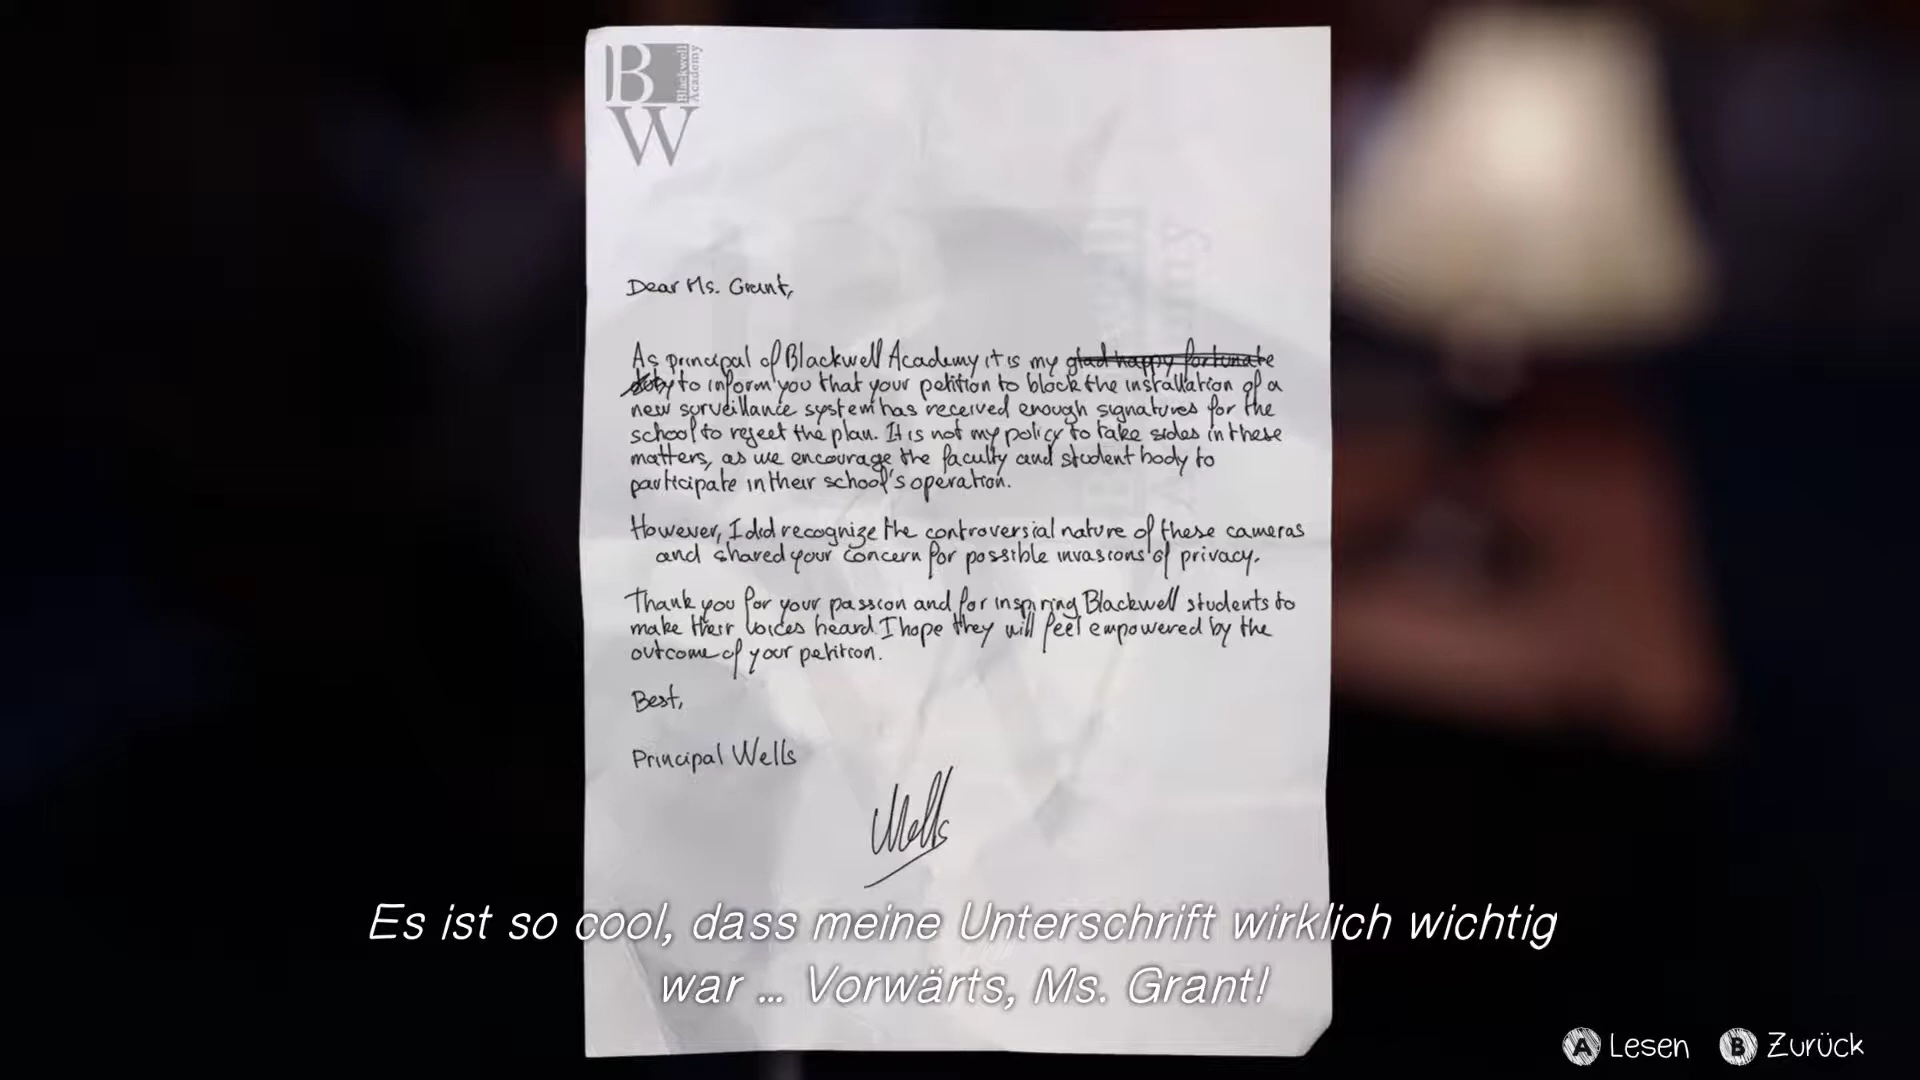 B
Blackwell
Academy
W
Dear Ms. Grant,
As principal of Blackwell Academy it is my glad happy fortunate
duty to inform you that your petition to block the installation of a
new surveillance system has received enough signatures for the
school to reject the plan. It is not my policy to take sides in these
matters, as we encourage the faculty and student body to
participate in their school's operation.
However, I did recognize the controversial nature of these cameras
and shared your concern for possible invasions of privacy.
Thank you for your passion and for inspiring Blackwell students to
make their voices heard. I hope they will feel empowered by the
outcome of your petition.
Best,
Principal Wells
Wells
Es ist so cool, dass meine Unterschrift wirklich wichtig
war ... Vorwärts, Ms. Grant!
A Lesen B Zurück